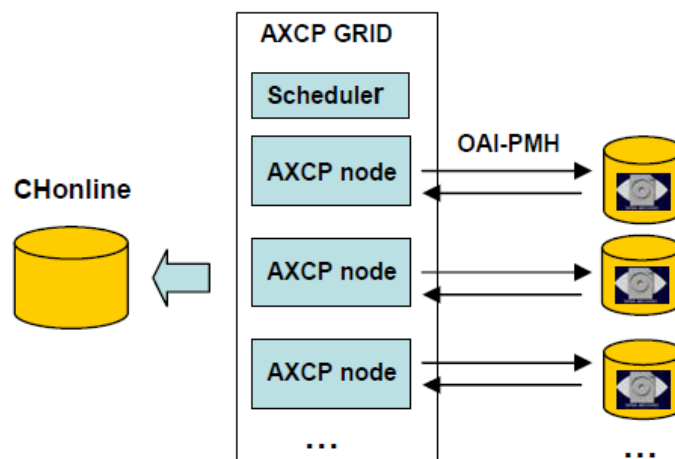 AXCP GRID
Scheduler
OAI-PMH
AXCP node
CHonline
AXCP node
AXCP node
...
...